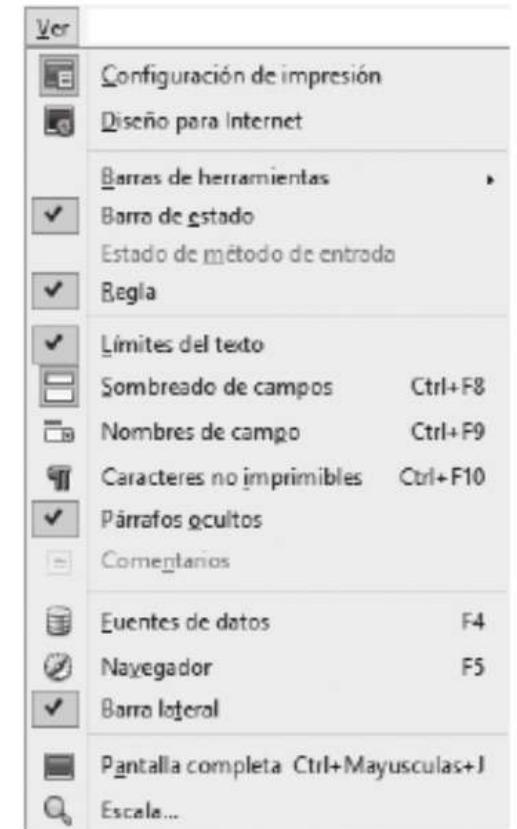 Ver
Configuración de impresión
Diseño para Internet
Barras de herramientas
Barra de estado
Estado de método de entrada
Regla
Límites del texto
Sombreado de campos Ctrl+F8
Nombres de campo Ctrl+F9
Caracteres no imprimibles Ctrl+F10
Párrafos ocultos
Comentarios
Fuentes de datos F4
Navegador F5
Barra lateral
Pantalla completa Ctrl+Mayusculas+J
Escala...